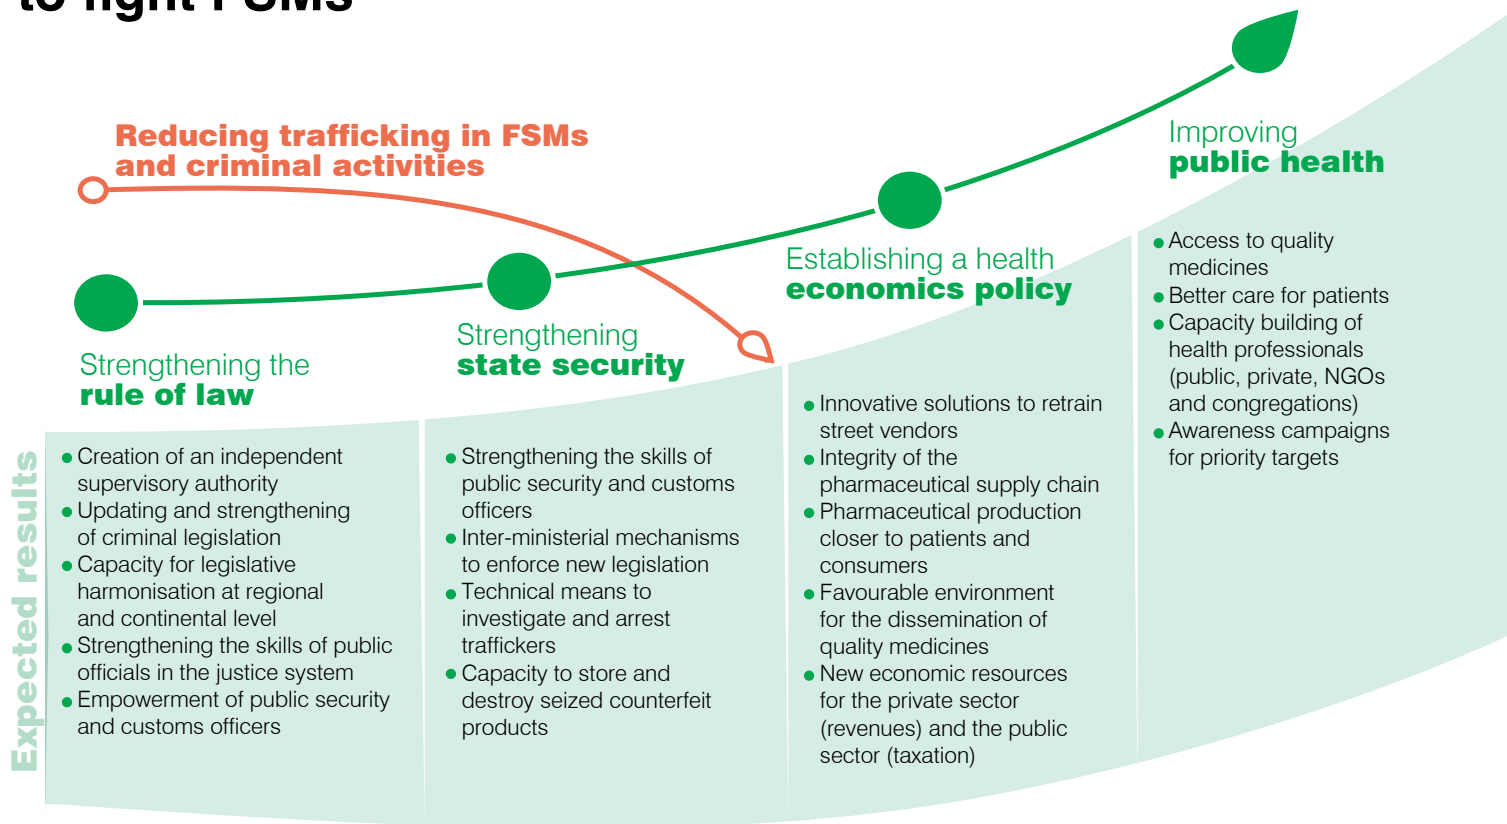 to fight FSMs
Reducing trafficking in FSMs
and criminal activities
Strengthening the
rule of law
Strengthening
state security
Establishing a health
economics policy
Improving
public health
Expected results
Creation of an independent
supervisory authority
Updating and strengthening
of criminal legislation
Capacity for legislative
harmonisation at regional
and continental level
Strengthening the skills of public
officials in the justice system
Empowerment of public security
and customs officers
Strengthening the skills of
public security and customs
officers
Inter-ministerial mechanisms
to enforce new legislation
Technical means to
investigate and arrest
traffickers
Capacity to store and
destroy seized counterfeit
products
Innovative solutions to retrain
street vendors
Integrity of the
pharmaceutical supply chain
Pharmaceutical production
closer to patients and
consumers
Favourable environment
for the dissemination of
quality medicines
New economic resources
for the private sector
(revenues) and the public
sector (taxation)
Access to quality
medicines
Better care for patients
Capacity building of
health professionals
(public, private, NGOs
and congregations)
Awareness campaigns
for priority targets